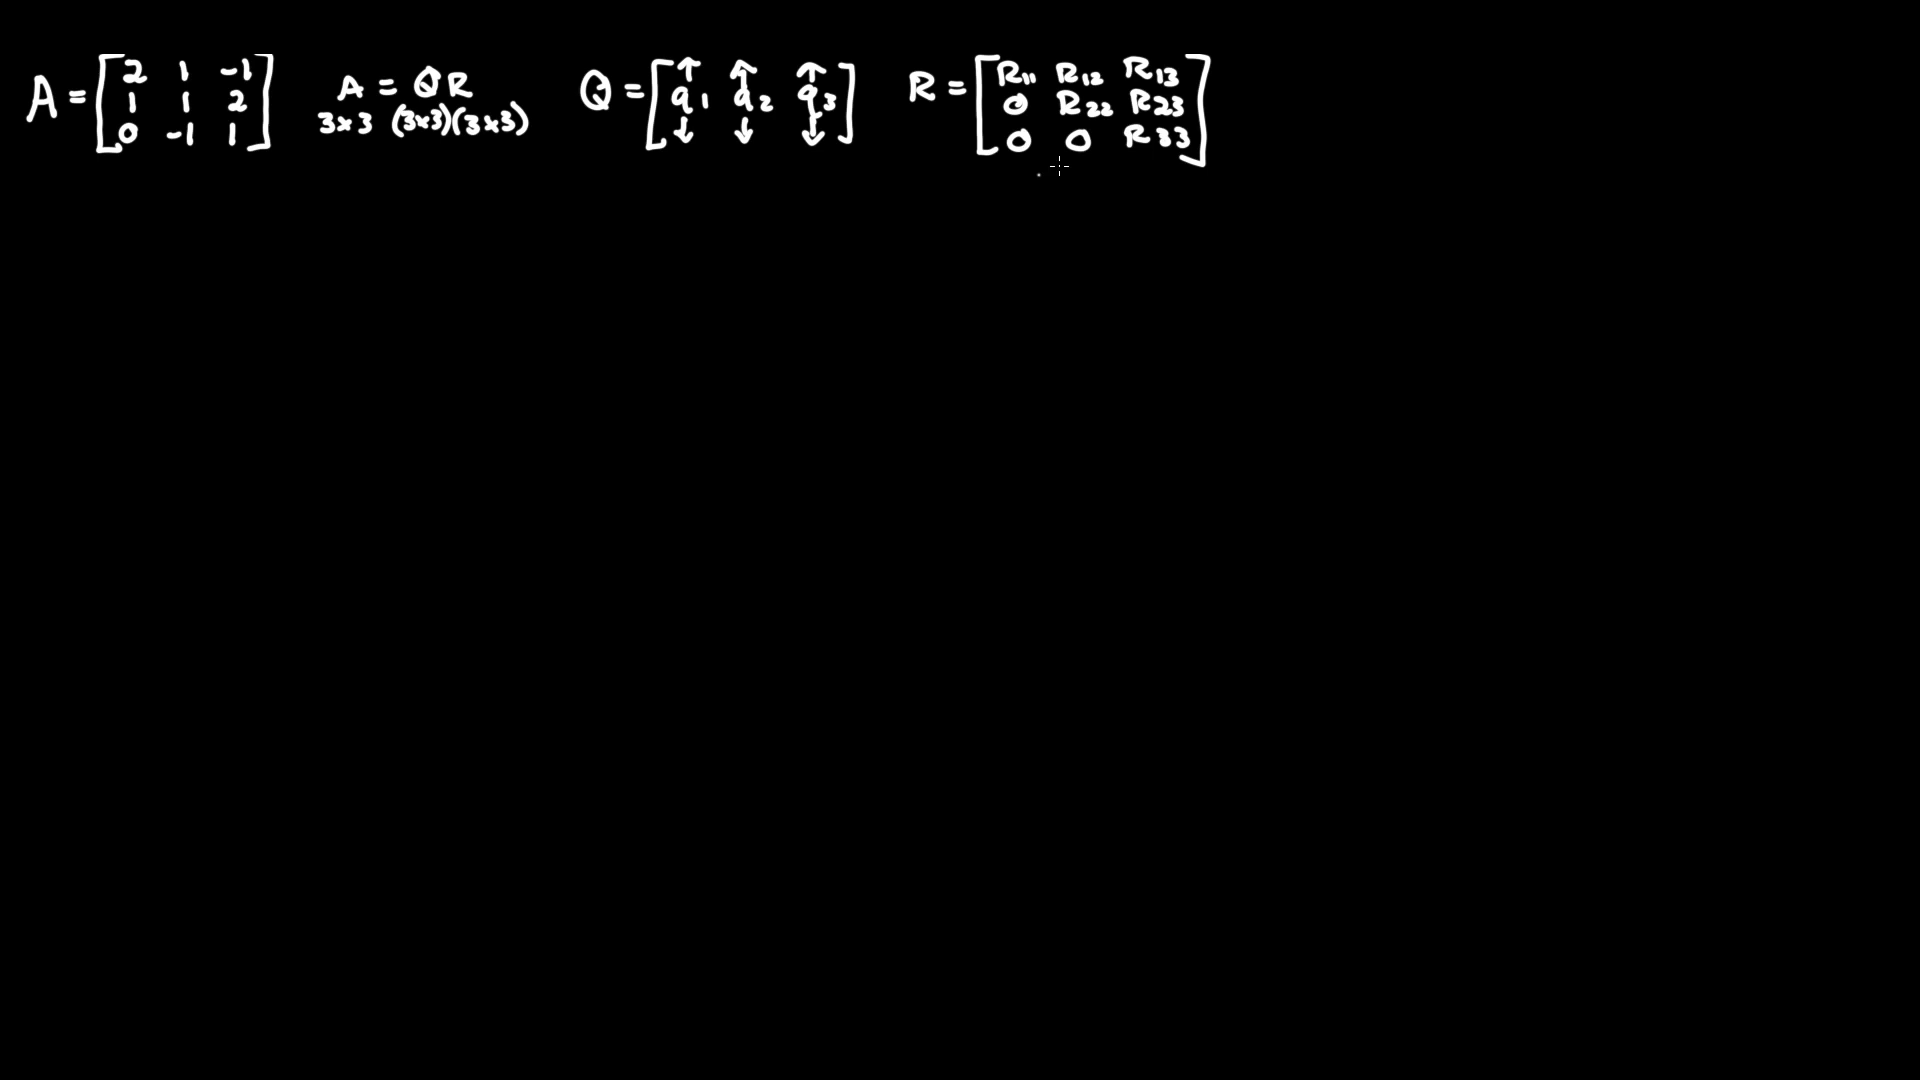 A = [2 1 -1
1 1 2
0 -1 1]
A = Q R
3×3 (3×3)(3×3)
Q = [↑ ↑ ↑
q1 q2 q3
↓ ↓ ↓]
R = [R11 R12 R13
0 R22 R23
0 0 R33]